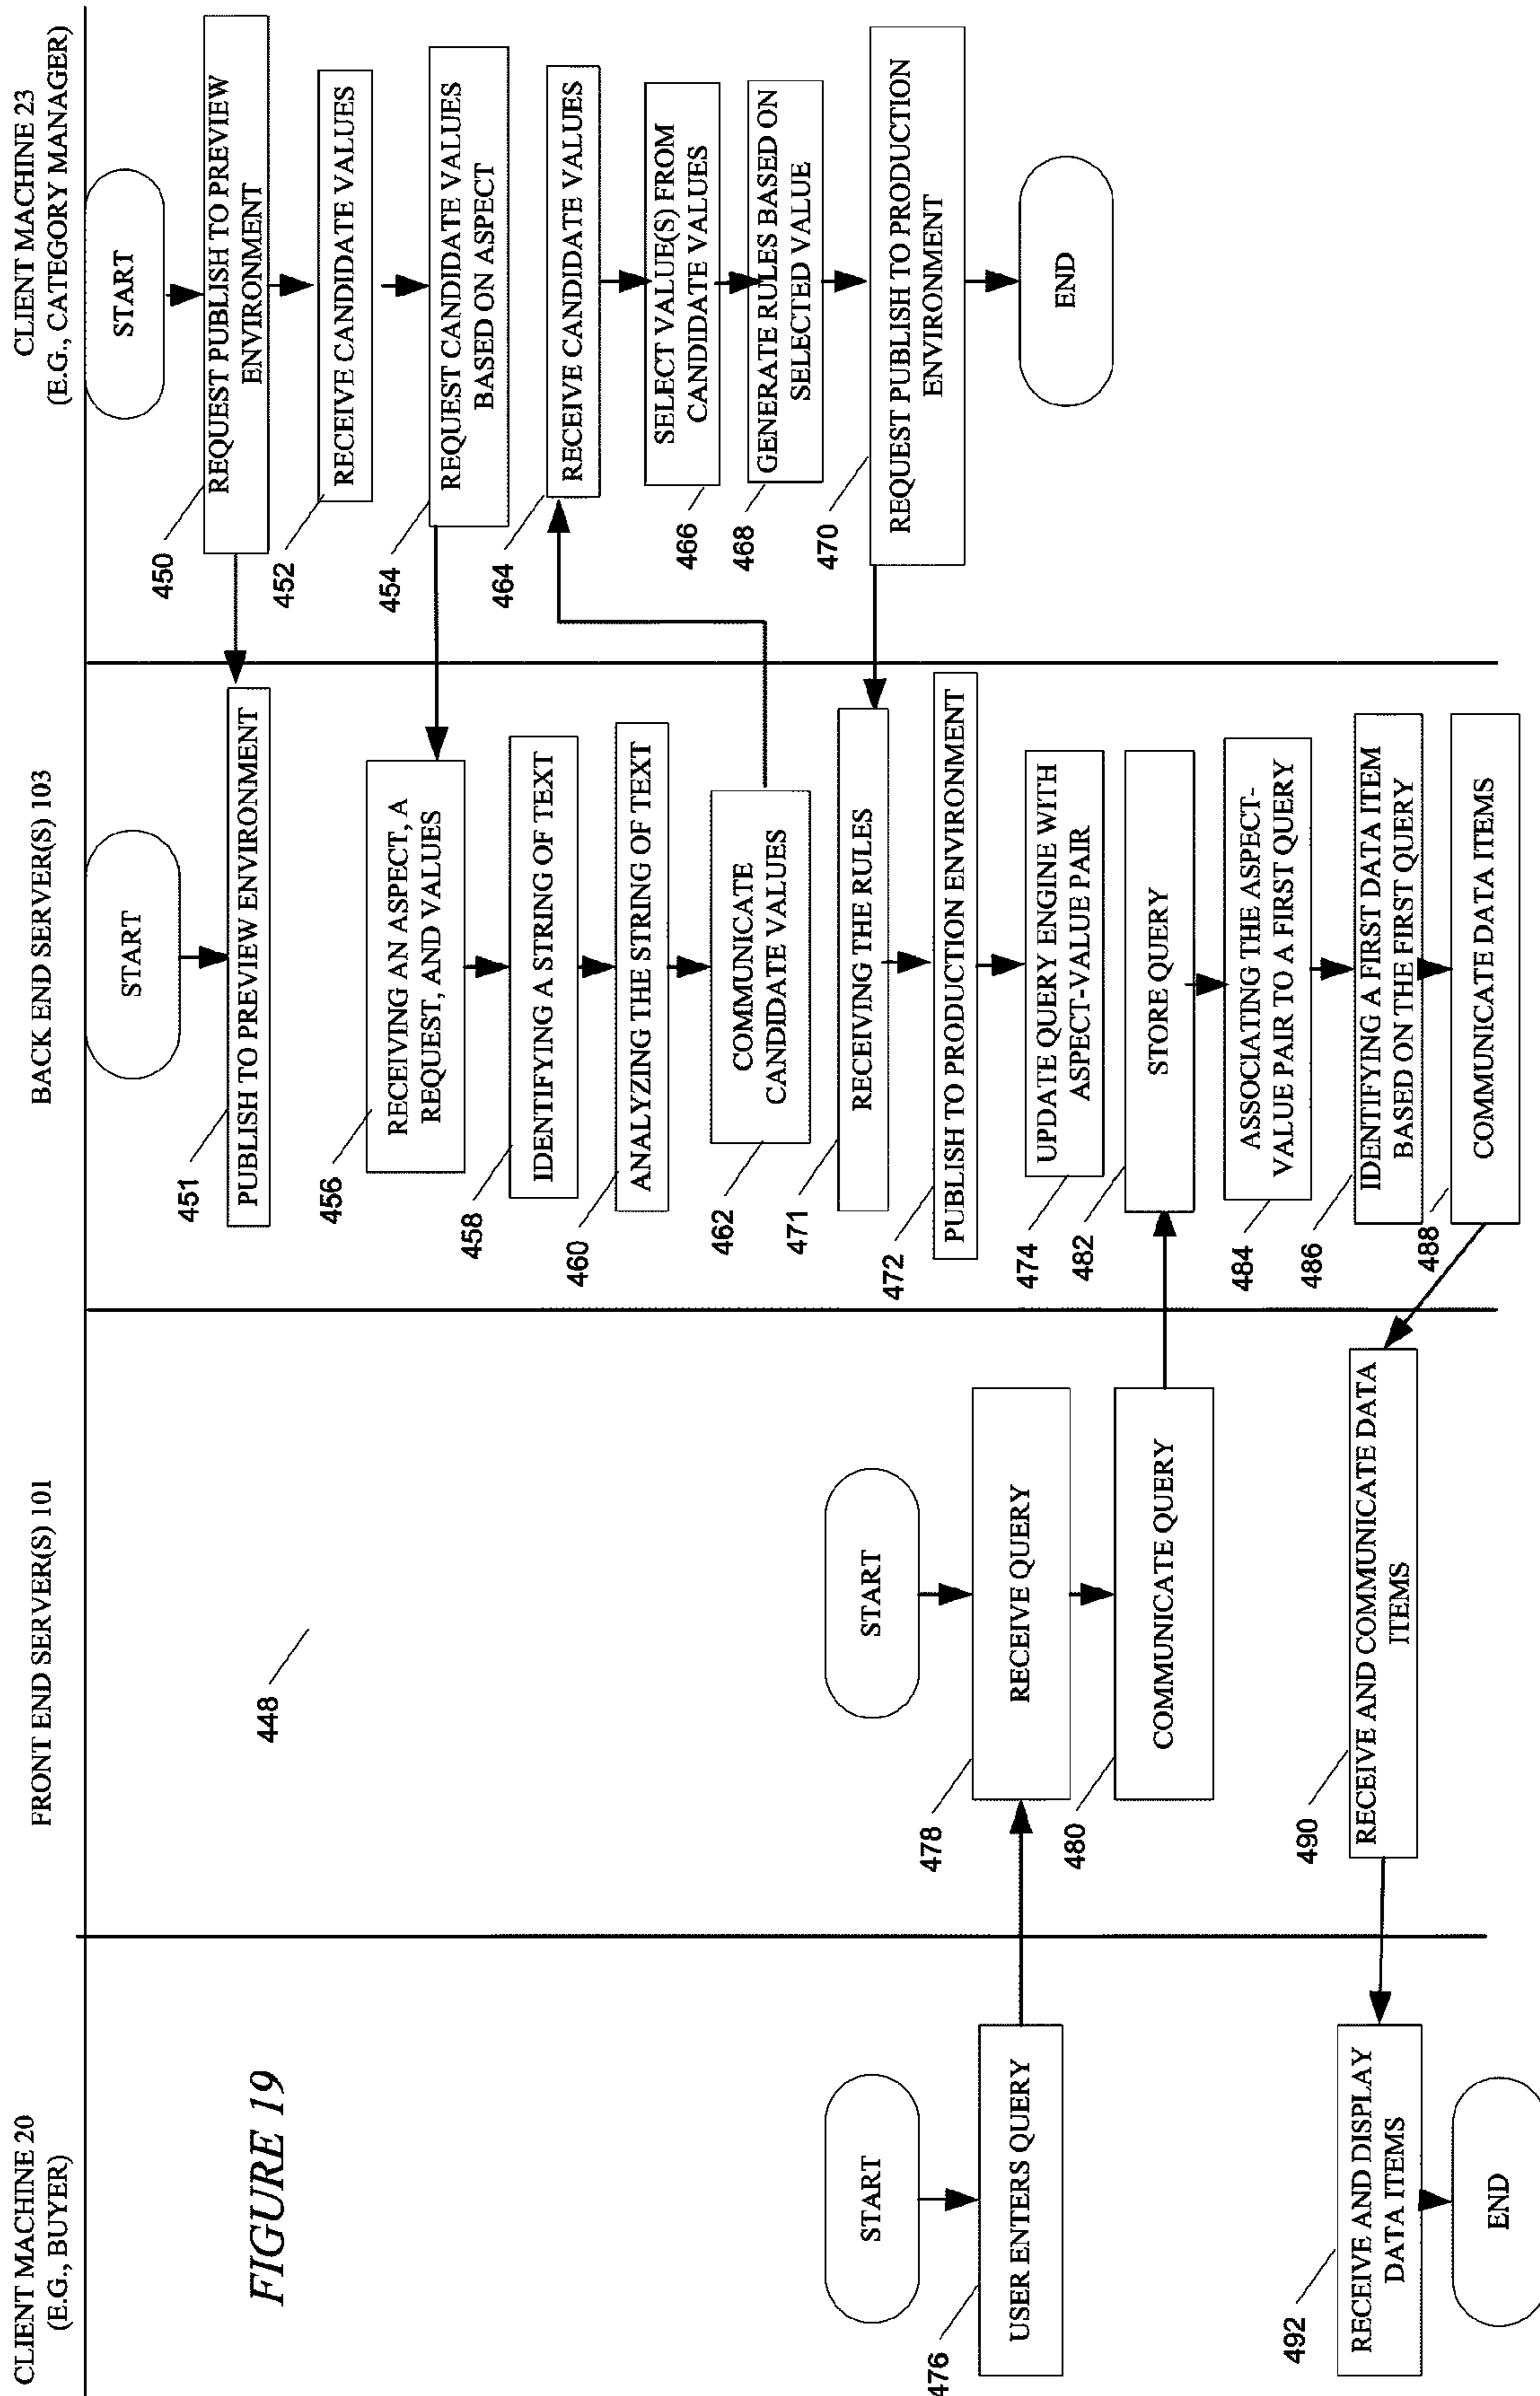 CLIENT MACHINE 20
(E.G., BUYER)
FIGURE 19
START
476
USER ENTERS QUERY
492
RECEIVE AND DISPLAY
DATA ITEMS
END
FRONT END SERVER(S) 101
448
START
478
RECEIVE QUERY
480
COMMUNICATE QUERY
490
RECEIVE AND COMMUNICATE DATA
ITEMS
BACK END SERVER(S) 103
START
451
PUBLISH TO PREVIEW ENVIRONMENT
456
RECEIVING AN ASPECT, A
REQUEST, AND VALUES
458
IDENTIFYING A STRING OF TEXT
460
ANALYZING THE STRING OF TEXT
462
COMMUNICATE
CANDIDATE VALUES
471
RECEIVING THE RULES
472
PUBLISH TO PRODUCTION ENVIRONMENT
474
UPDATE QUERY ENGINE WITH
ASPECT-VALUE PAIR
482
STORE QUERY
484
ASSOCIATING THE ASPECT-
VALUE PAIR TO A FIRST QUERY
486
IDENTIFYING A FIRST DATA ITEM
BASED ON THE FIRST QUERY
488
COMMUNICATE DATA ITEMS
CLIENT MACHINE 23
(E.G., CATEGORY MANAGER)
START
450
REQUEST PUBLISH TO PREVIEW
ENVIRONMENT
452
RECEIVE CANDIDATE VALUES
454
REQUEST CANDIDATE VALUES
BASED ON ASPECT
464
RECEIVE CANDIDATE VALUES
466
SELECT VALUE(S) FROM
CANDIDATE VALUES
468
GENERATE RULES BASED ON
SELECTED VALUE
470
REQUEST PUBLISH TO PRODUCTION
ENVIRONMENT
END